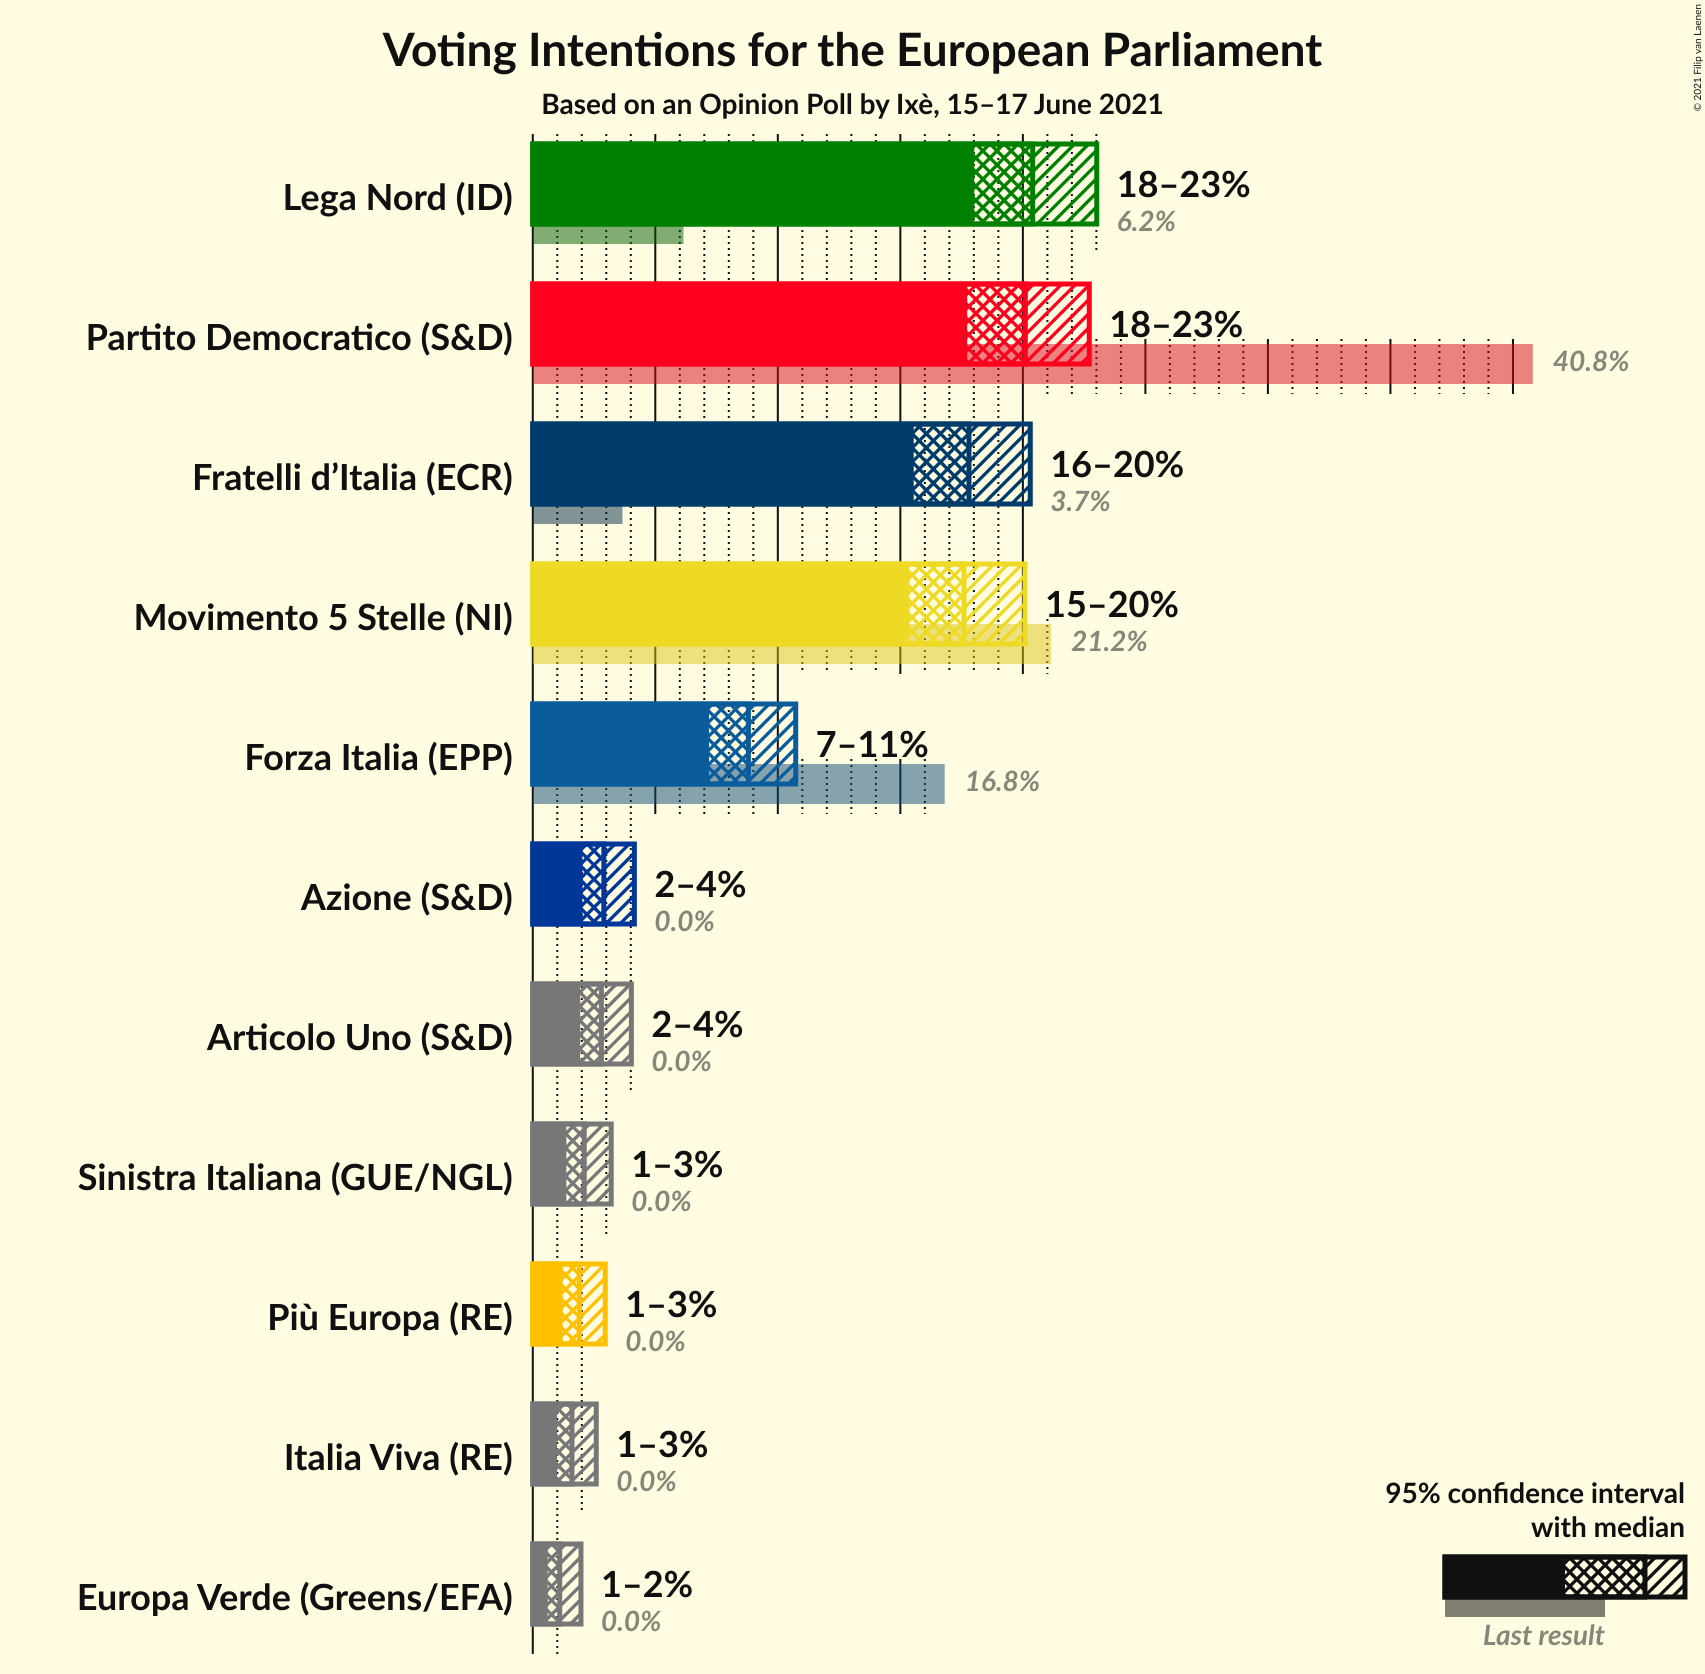 © 2021 Filip van Laenen
Voting Intentions for the European Parliament
Based on an Opinion Poll by Ixè, 15–17 June 2021
Lega Nord (ID)
18–23%
6.2%
Partito Democratico (S&D)
18–23%
40.8%
Fratelli d’Italia (ECR)
16–20%
3.7%
Movimento 5 Stelle (NI)
15–20%
21.2%
Forza Italia (EPP)
7–11%
16.8%
Azione (S&D)
2–4%
0.0%
Articolo Uno (S&D)
2–4%
0.0%
Sinistra Italiana (GUE/NGL)
1–3%
0.0%
Più Europa (RE)
1–3%
0.0%
Italia Viva (RE)
1–3%
0.0%
Europa Verde (Greens/EFA)
1–2%
0.0%
95% confidence interval
with median
Last result